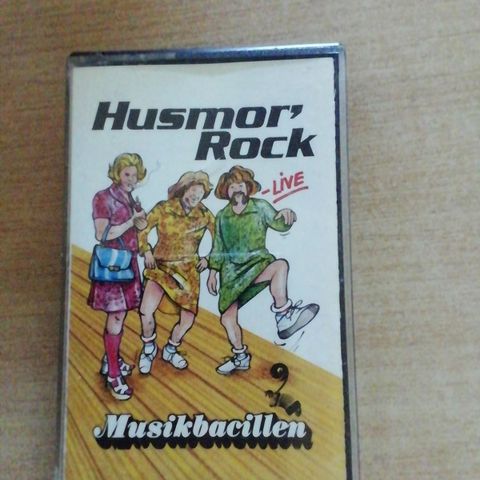 Husmor'
Rock
-LiVE
Musikbacillen